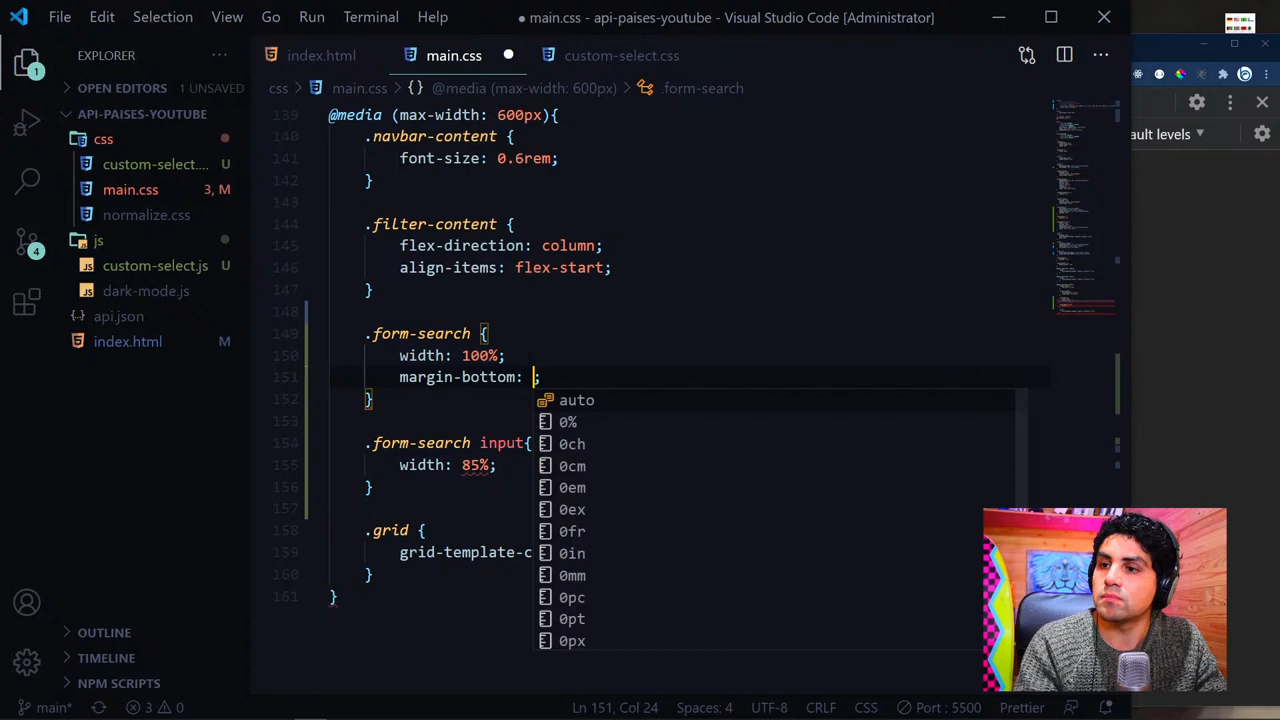 File Edit Selection View Go Run Terminal Help
● main.css - api-paises-youtube - Visual Studio Code [Administrator]
EXPLORER
OPEN EDITORS 1 UNSAVED
API-PAISES-YOUTUBE
css
custom-select.... U
main.css 3, M
normalize.css
js
custom-select.js U
dark-mode.js
api.json
index.html M
OUTLINE
TIMELINE
NPM SCRIPTS
1
4
index.html
main.css
custom-select.css
css > main.css > {} @media (max-width: 600px) > .form-search
139 @media (max-width: 600px){
140 .navbar-content {
141 font-size: 0.6rem;
142 }
143
144 .filter-content {
145 flex-direction: column;
146 align-items: flex-start;
147 }
148
149 .form-search {
150 width: 100%;
151 margin-bottom: ;
152 }
153
154 .form-search input{
155 width: 85%;
156 }
157
158 .grid {
159 grid-template-c
160 }
161 }
auto
0%
0ch
0cm
0em
0ex
0fr
0in
0mm
0pc
0pt
0px
ault levels
main* 3 0
Ln 151, Col 24 Spaces: 4 UTF-8 CRLF CSS Port : 5500 Prettier